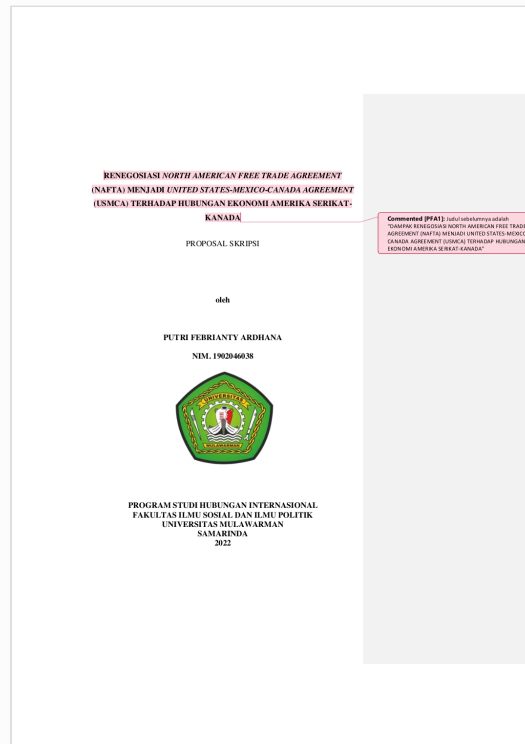 RENEGOSIASI NORTH AMERICAN FREE TRADE AGREEMENT
(NAFTA) MENJADI UNITED STATES-MEXICO-CANADA AGREEMENT
(USMCA) TERHADAP HUBUNGAN EKONOMI AMERIKA SERIKAT-
KANADA
Commented [PFA1]: Judul sebelumnya adalah
"DAMPAK RENEGOSIASI NORTH AMERICAN FREE TRADE
AGREEMENT (NAFTA) MENJADI UNITED STATES-MEXICO
CANADA AGREEMENT (USMCA) TERHADAP HUBUNGAN
EKONOMI AMERIKA SERIKAT-KANADA"
PROPOSAL SKRIPSI
oleh
PUTRI FEBRIANTY ARDHANA
NIM. 1902046038
UNIVERSITAS
MULAWARMAN
PROGRAM STUDI HUBUNGAN INTERNASIONAL
FAKULTAS ILMU SOSIAL DAN ILMU POLITIK
UNIVERSITAS MULAWARMAN
SAMARINDA
2022